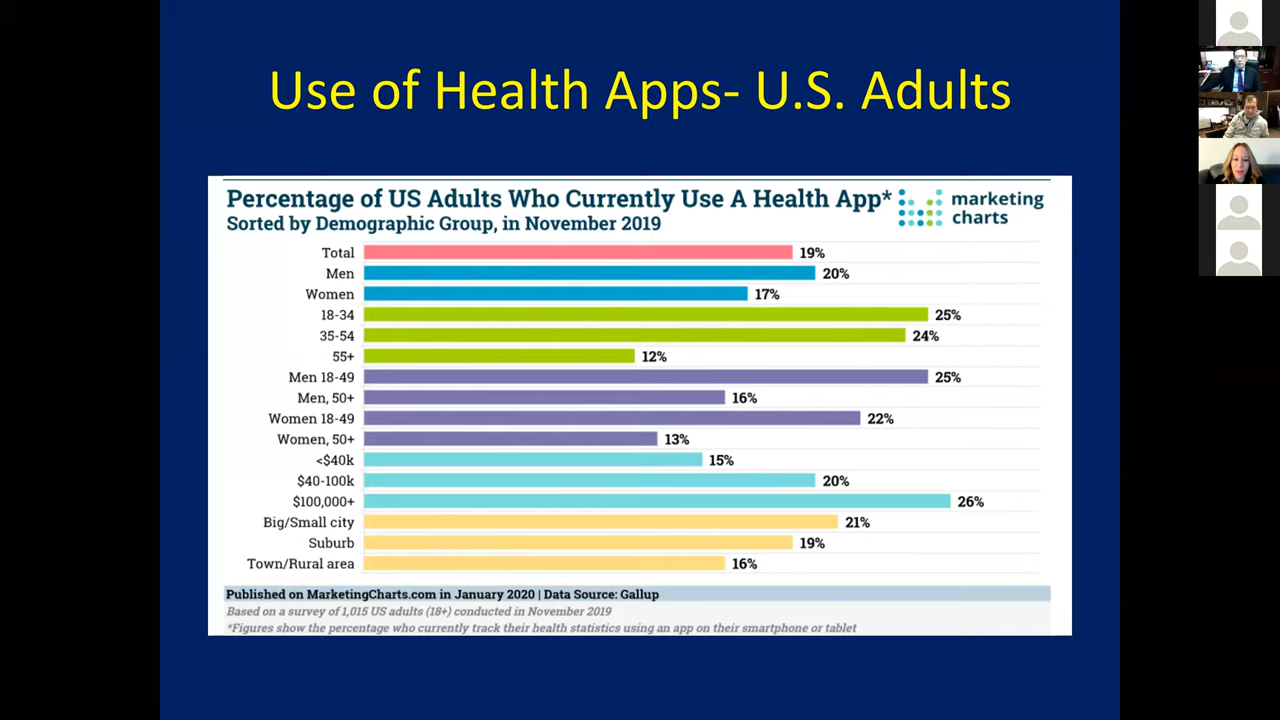 Use of Health Apps- U.S. Adults
Percentage of US Adults Who Currently Use A Health App*
Sorted by Demographic Group, in November 2019
marketing
charts
Total 19%
Men 20%
Women 17%
18-34 25%
35-54 24%
55+ 12%
Men 18-49 25%
Men, 50+ 16%
Women 18-49 22%
Women, 50+ 13%
<$40k 15%
$40-100k 20%
$100,000+ 26%
Big/Small city 21%
Suburb 19%
Town/Rural area 16%
Published on MarketingCharts.com in January 2020 | Data Source: Gallup
Based on a survey of 1,015 US adults (18+) conducted in November 2019
*Figures show the percentage who currently track their health statistics using an app on their smartphone or tablet